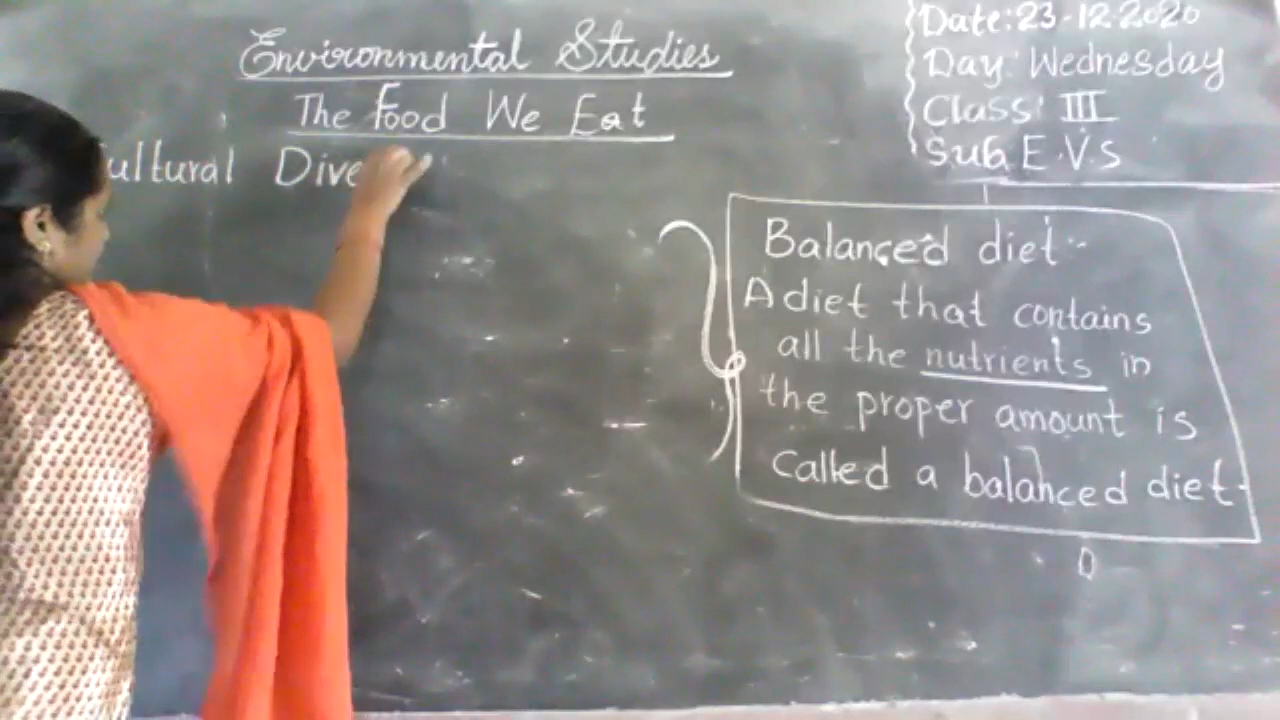 Environmental Studies
The Food We Eat
ultural Dive
Date: 23-12-2020
Day: Wednesday
Class: III
Sub, E.V.s
Balanced diet:-
A diet that contains
all the nutrients in
the proper amount is
called a balanced diet.